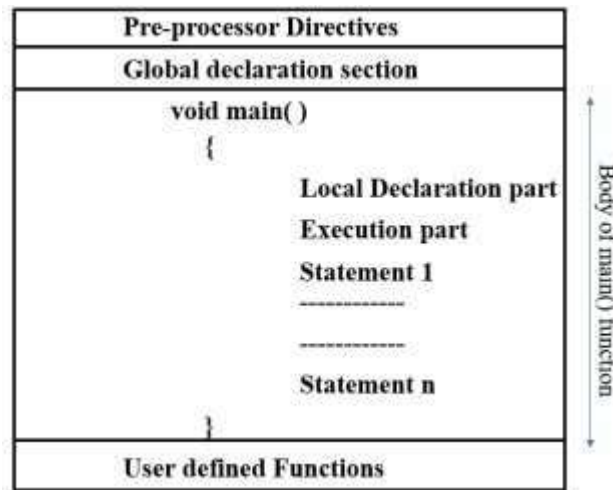 Pre-processor Directives
Global declaration section
void main( )
{
Local Declaration part
Execution part
Statement 1
------------
------------
Statement n
}
User defined Functions
Body of main() function